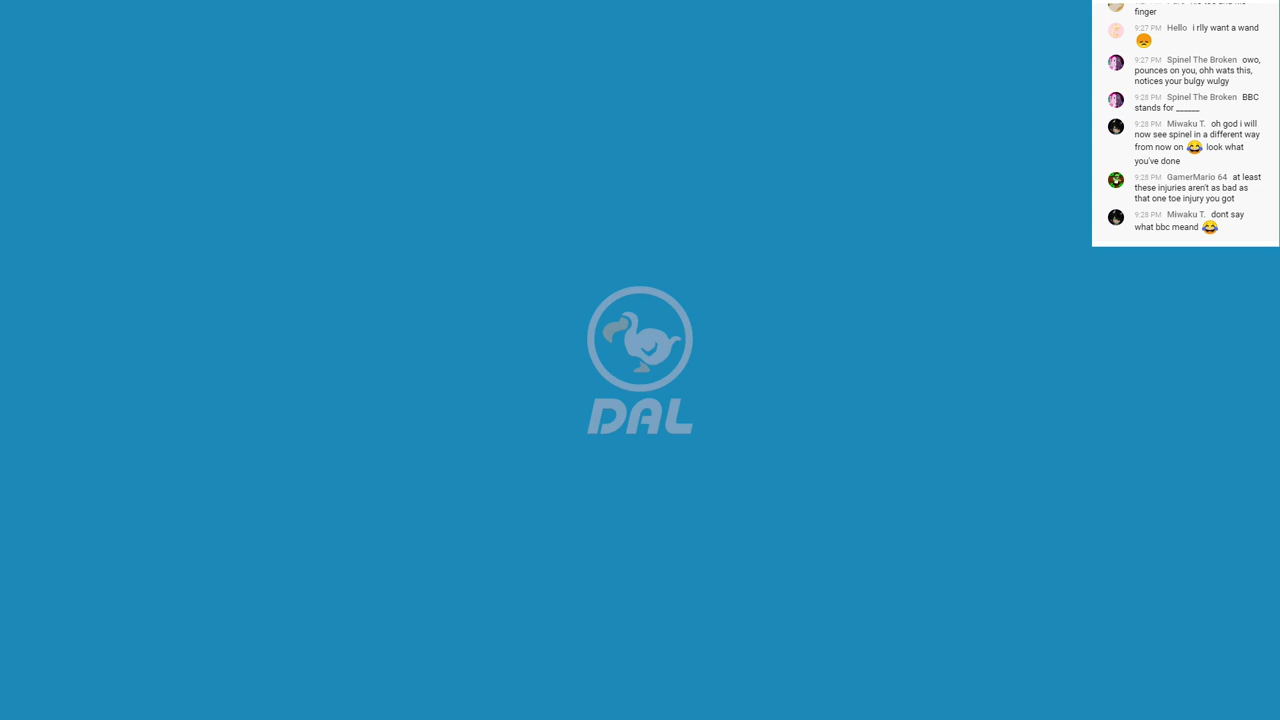 finger
9:27 PM Hello i rlly want a wand
😞
9:27 PM Spinel The Broken owo,
pounces on you, ohh wats this,
notices your bulgy wulgy
9:28 PM Spinel The Broken BBC
stands for ______
9:28 PM Miwaku T. oh god i will
now see spinel in a different way
from now on 😂 look what
you've done
9:28 PM GamerMario 64 at least
these injuries aren't as bad as
that one toe injury you got
9:28 PM Miwaku T. dont say
what bbc meand 😂
DAL